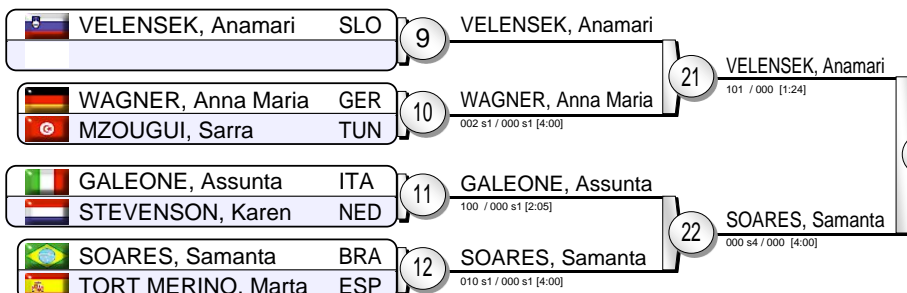 VELENSEK, Anamari SLO
9
VELENSEK, Anamari
WAGNER, Anna Maria GER
MZOUGUI, Sarra TUN
10
WAGNER, Anna Maria
002 s1 / 000 s1 [4:00]
21
VELENSEK, Anamari
101 / 000 [1:24]
GALEONE, Assunta ITA
STEVENSON, Karen NED
11
GALEONE, Assunta
100 / 000 s1 [2:05]
SOARES, Samanta BRA
TORT MERINO, Marta ESP
12
SOARES, Samanta
010 s1 / 000 s1 [4:00]
22
SOARES, Samanta
000 s4 / 000 [4:00]